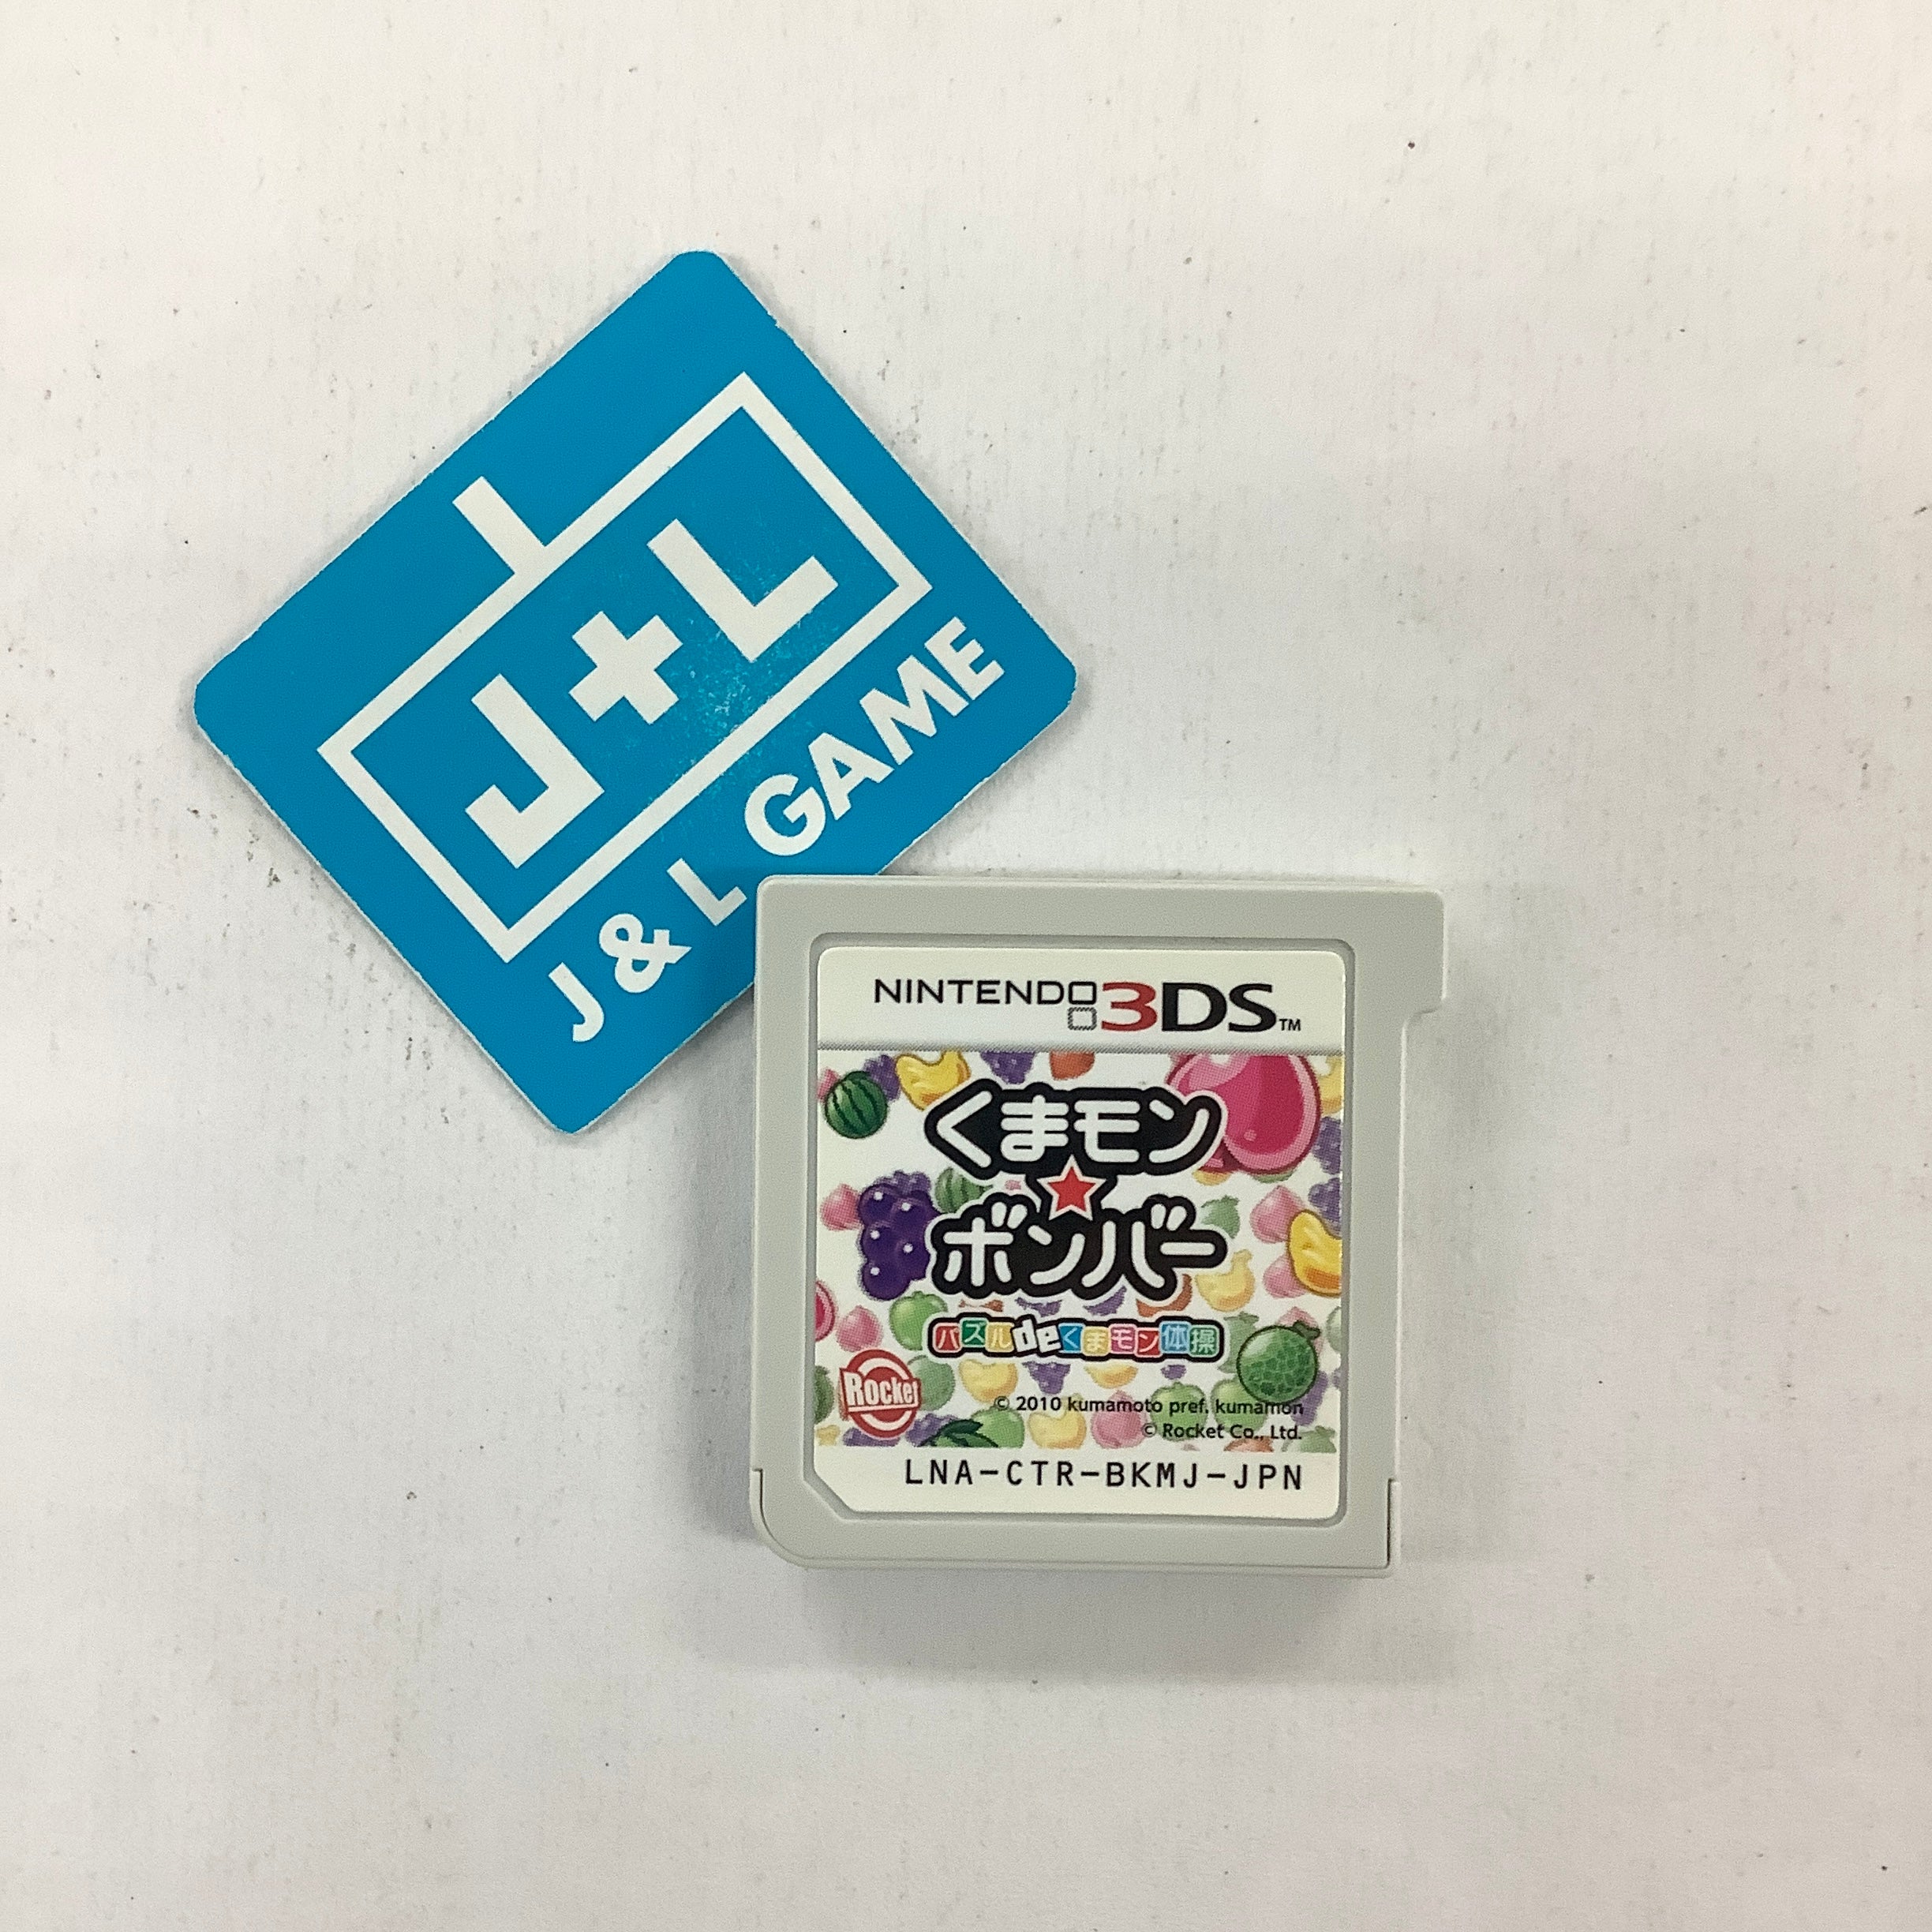 J+L
J & L GAME
NINTENDO 3DS™
くまモン
★
ボンバー
パズルdeくまモン体操
Rocket
© 2010 kumamoto pref. kumamon
© Rocket Co., Ltd.
LNA-CTR-BKMJ-JPN